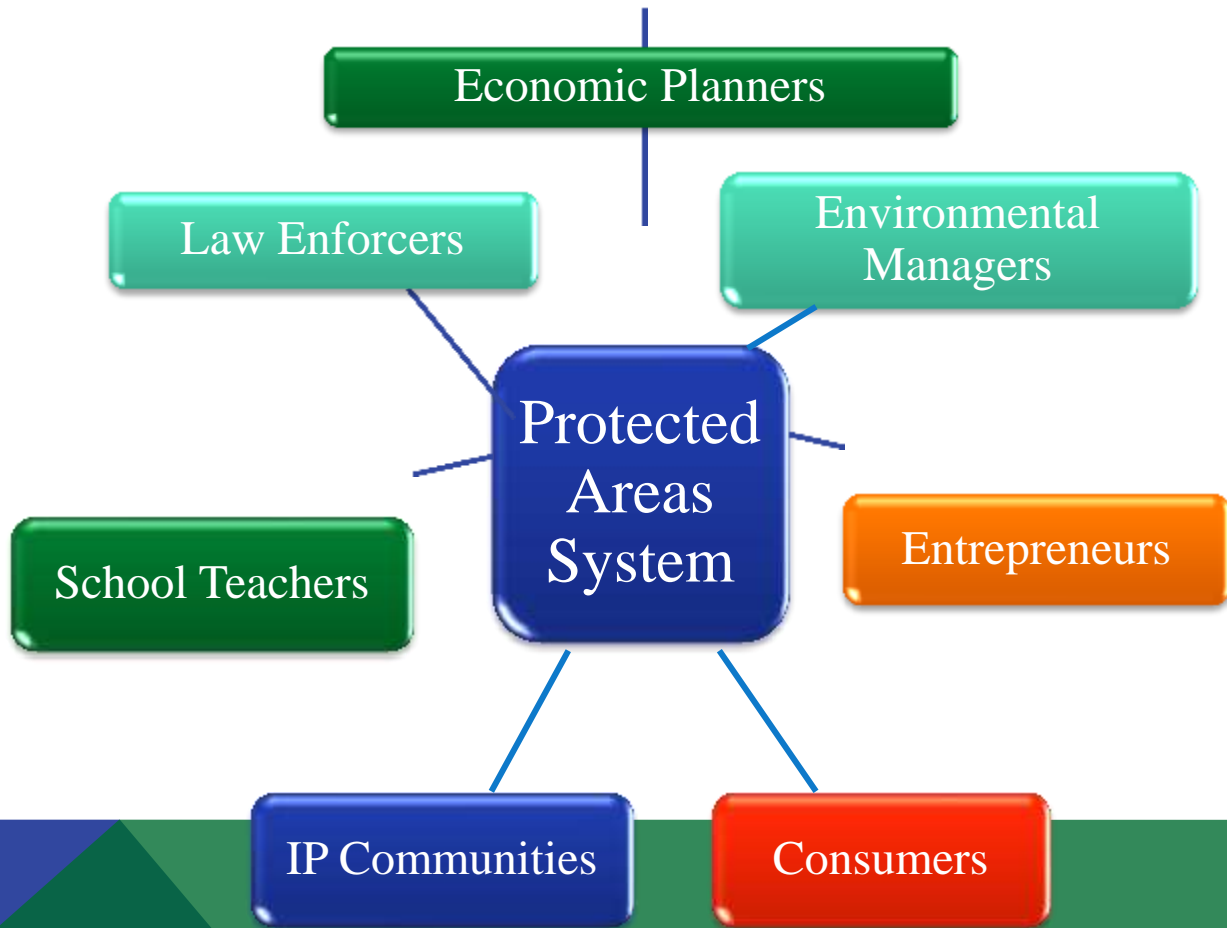 Economic Planners
Law Enforcers
Environmental
Managers
Protected
Areas
System
School Teachers
Entrepreneurs
IP Communities
Consumers